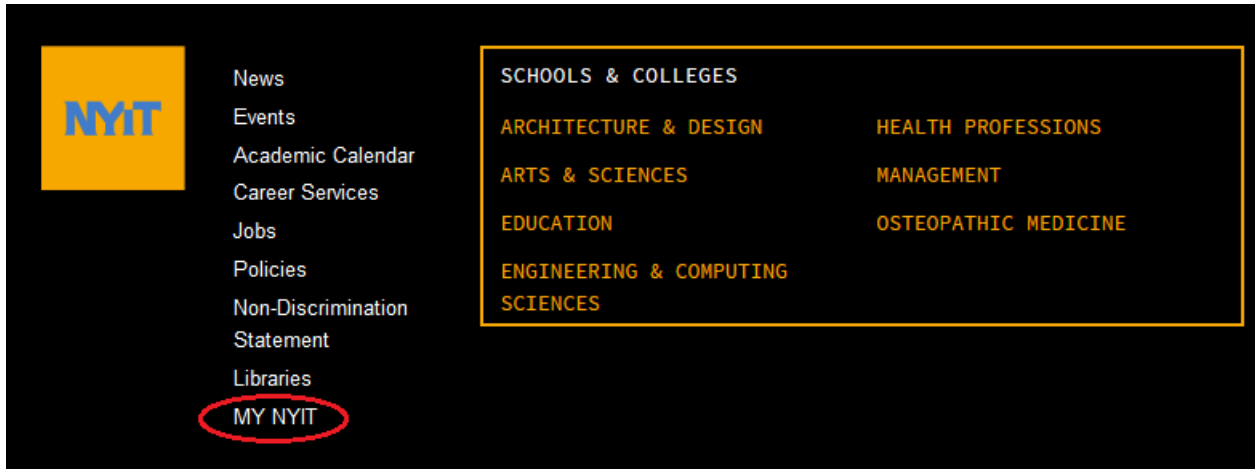 NYiT
News
Events
Academic Calendar
Career Services
Jobs
Policies
Non-Discrimination
Statement
Libraries
MY NYIT
SCHOOLS & COLLEGES
ARCHITECTURE & DESIGN
ARTS & SCIENCES
EDUCATION
ENGINEERING & COMPUTING
SCIENCES
HEALTH PROFESSIONS
MANAGEMENT
OSTEOPATHIC MEDICINE